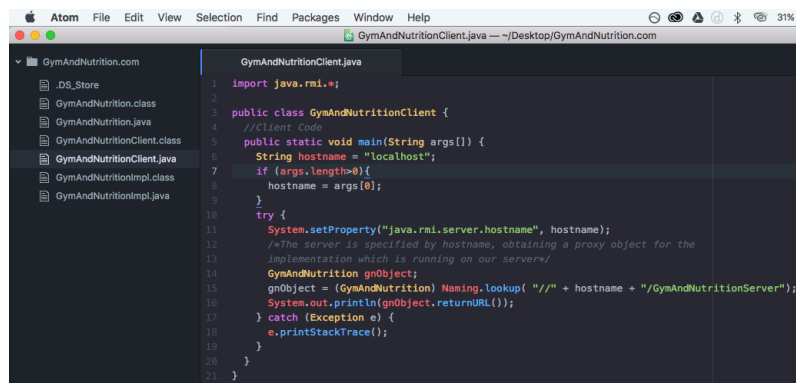 Atom File Edit View Selection Find Packages Window Help 31%
GymAndNutritionClient.java — ~/Desktop/GymAndNutrition.com
GymAndNutrition.com
.DS_Store
GymAndNutrition.class
GymAndNutrition.java
GymAndNutritionClient.class
GymAndNutritionClient.java
GymAndNutritionImpl.class
GymAndNutritionImpl.java
GymAndNutritionClient.java
1 import java.rmi.*;
2
3 public class GymAndNutritionClient {
4 //Client Code
5 public static void main(String args[]) {
6 String hostname = "localhost";
7 if (args.length>0){
8 hostname = args[0];
9 }
10 try {
11 System.setProperty("java.rmi.server.hostname", hostname);
12 /*The server is specified by hostname, obtaining a proxy object for the
13 implementation which is running on our server*/
14 GymAndNutrition gnObject;
15 gnObject = (GymAndNutrition) Naming.lookup( "//" + hostname + "/GymAndNutritionServer");
16 System.out.println(gnObject.returnURL());
17 } catch (Exception e) {
18 e.printStackTrace();
19 }
20 }
21 }